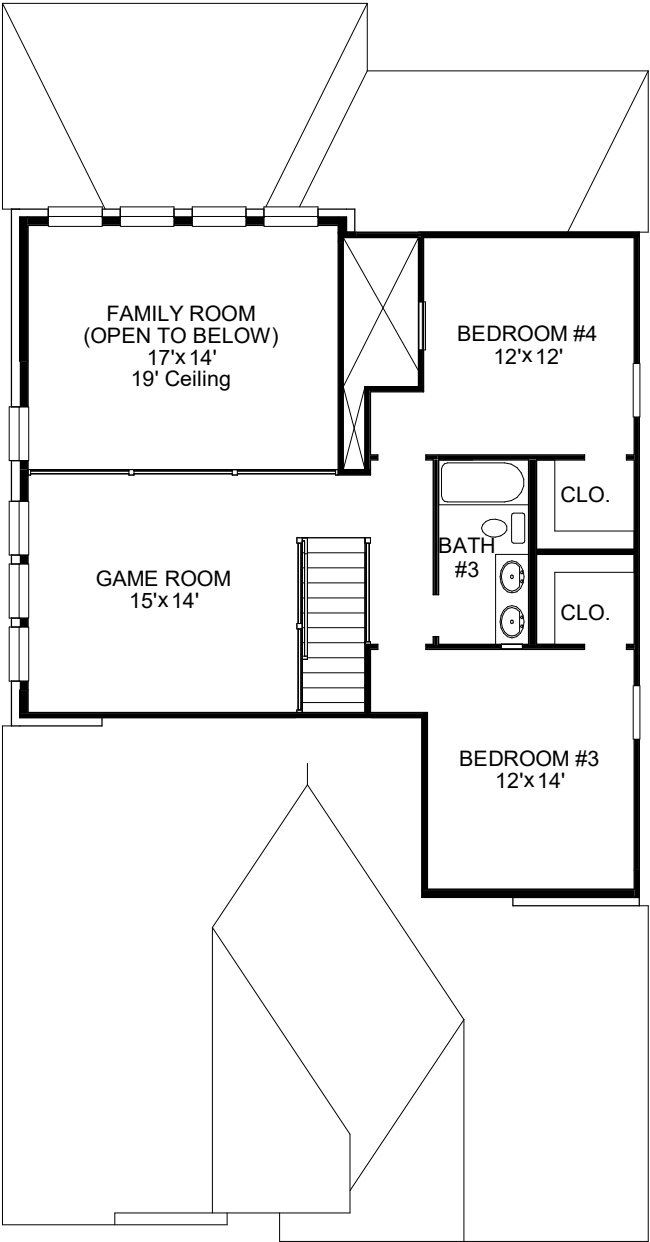 FAMILY ROOM
(OPEN TO BELOW)
17'x 14'
19' Ceiling
BEDROOM #4
12'x 12'
CLO.
BATH
#3
GAME ROOM
15'x 14'
CLO.
BEDROOM #3
12'x 14'